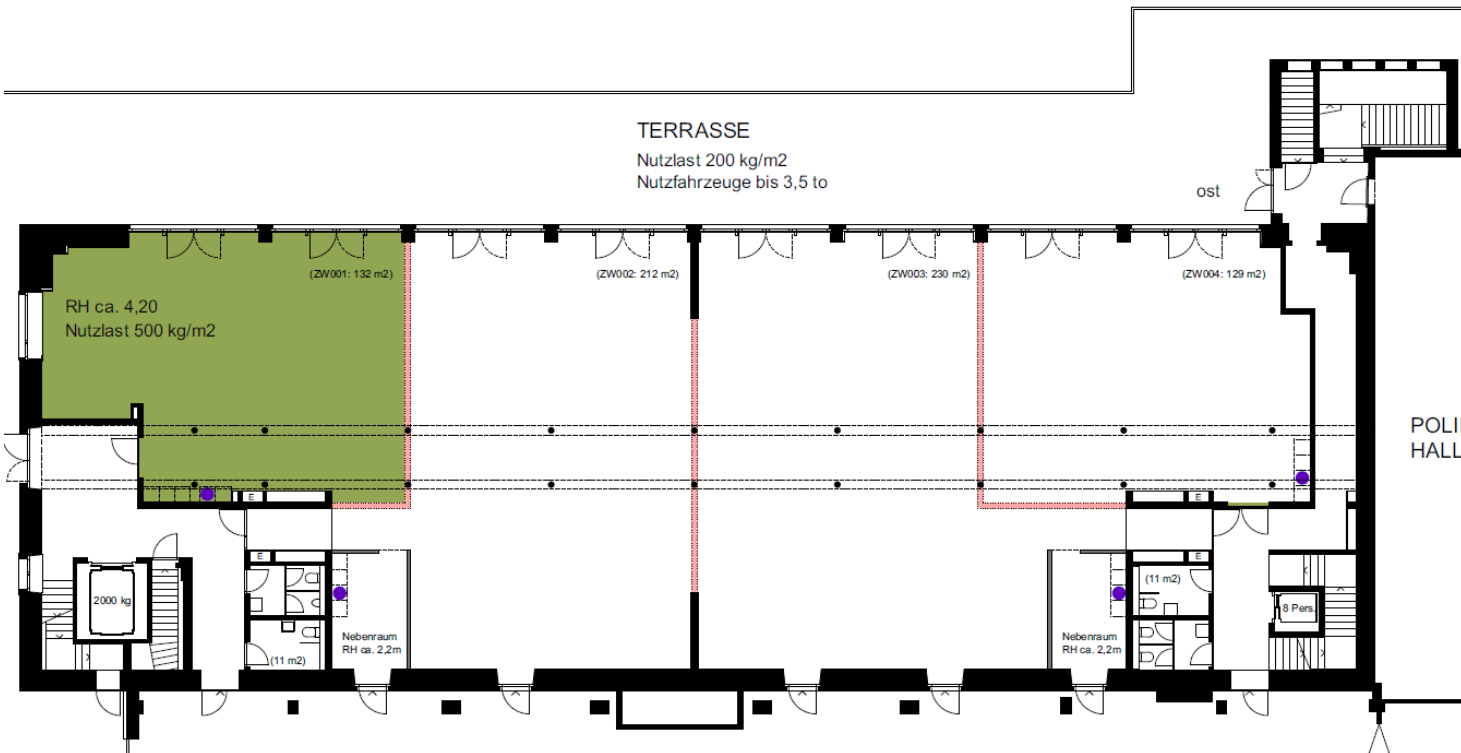 TERRASSE
Nutzlast 200 kg/m2
Nutzfahrzeuge bis 3,5 to
ost
(ZW001: 132 m2)
(ZW002: 212 m2)
(ZW003: 230 m2)
(ZW004: 129 m2)
RH ca. 4,20
Nutzlast 500 kg/m2
HALL
E
E
E
E
2000 kg
(11 m2)
8 Pers.
Nebenraum
RH ca. 2,2m
Nebenraum
RH ca. 2,2m
(11 m2)